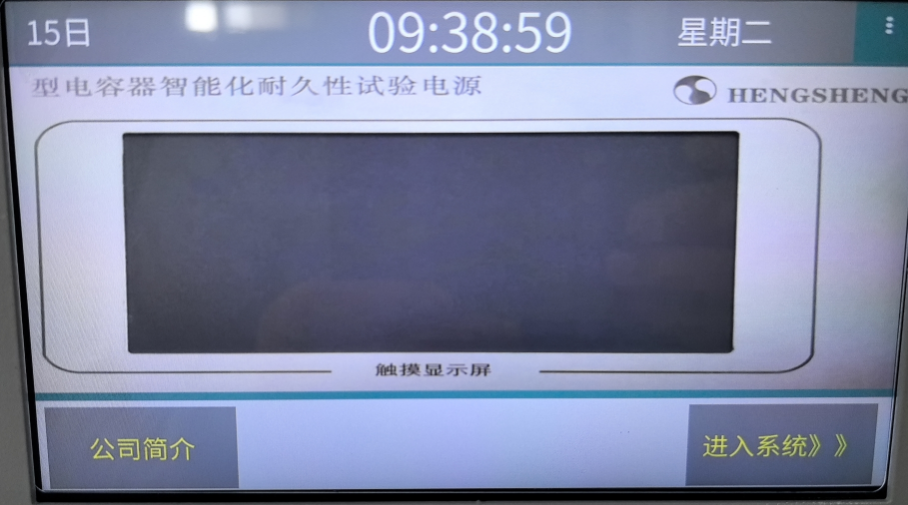 15日 09:38:59 星期二
型电容器智能化耐久性试验电源
HENGSHENG
触摸显示屏
公司简介 进入系统》》